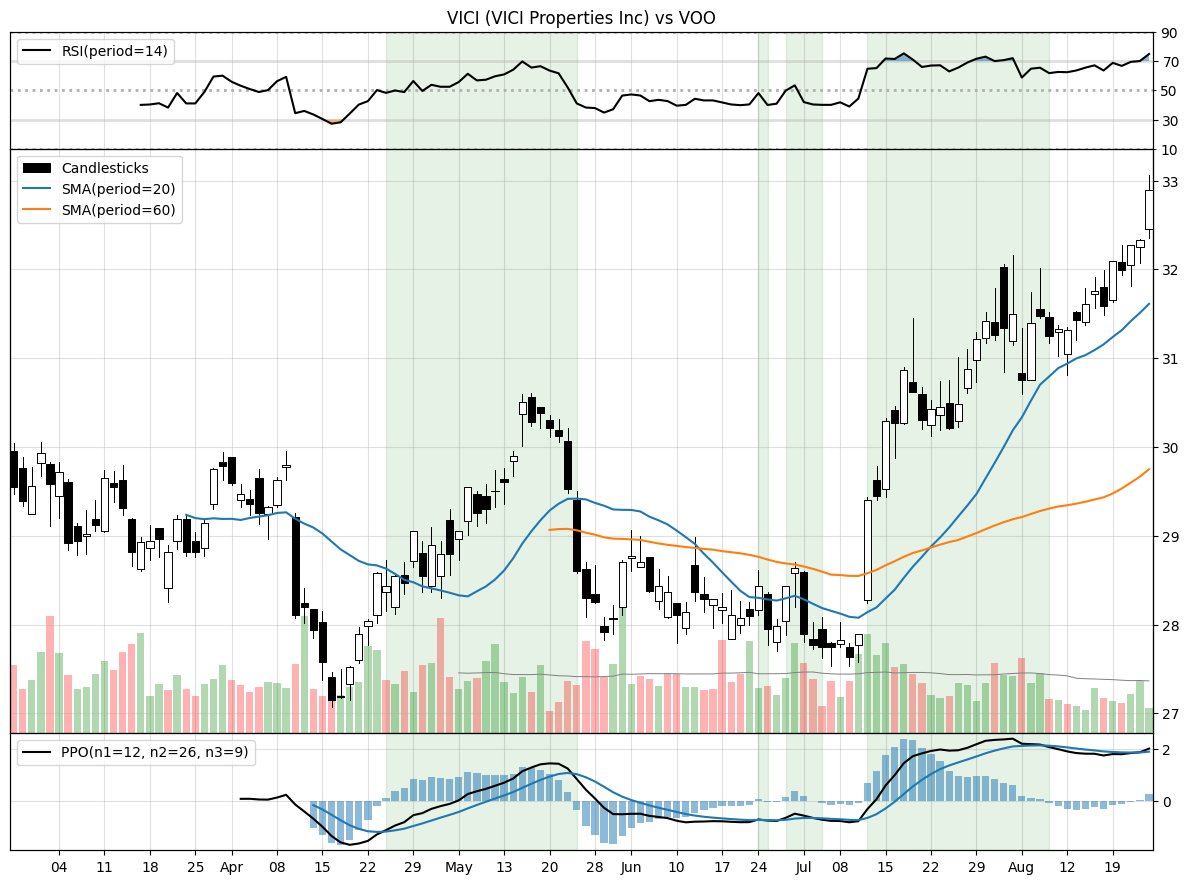 VICI (VICI Properties Inc) vs VOO
RSI(period=14)
90
70
50
30
10
Candlesticks
SMA(period=20)
SMA(period=60)
33
32
31
30
29
28
27
PPO(n1=12, n2=26, n3=9)
2
0
04 11 18 25 Apr 08 15 22 29 May 13 20 28 Jun 10 17 24 Jul 08 15 22 29 Aug 12 19